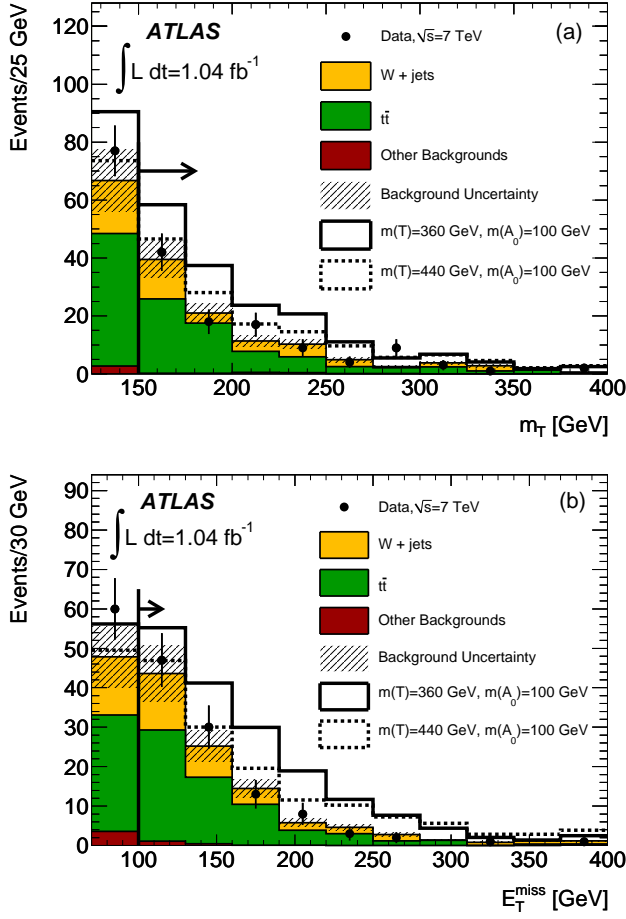 Events/25 GeV
120
100
80
60
40
20
0
ATLAS
∫ L dt=1.04 fb⁻¹
(a)
Data,√s=7 TeV
W + jets
tt̄
Other Backgrounds
Background Uncertainty
m(T)=360 GeV, m(A₀)=100 GeV
m(T)=440 GeV, m(A₀)=100 GeV
150 200 250 300 350 400
m_T [GeV]
Events/30 GeV
90
80
70
60
50
40
30
20
10
0
ATLAS
∫ L dt=1.04 fb⁻¹
(b)
Data,√s=7 TeV
W + jets
tt̄
Other Backgrounds
Background Uncertainty
m(T)=360 GeV, m(A₀)=100 GeV
m(T)=440 GeV, m(A₀)=100 GeV
100 150 200 250 300 350 400
E_T^miss [GeV]